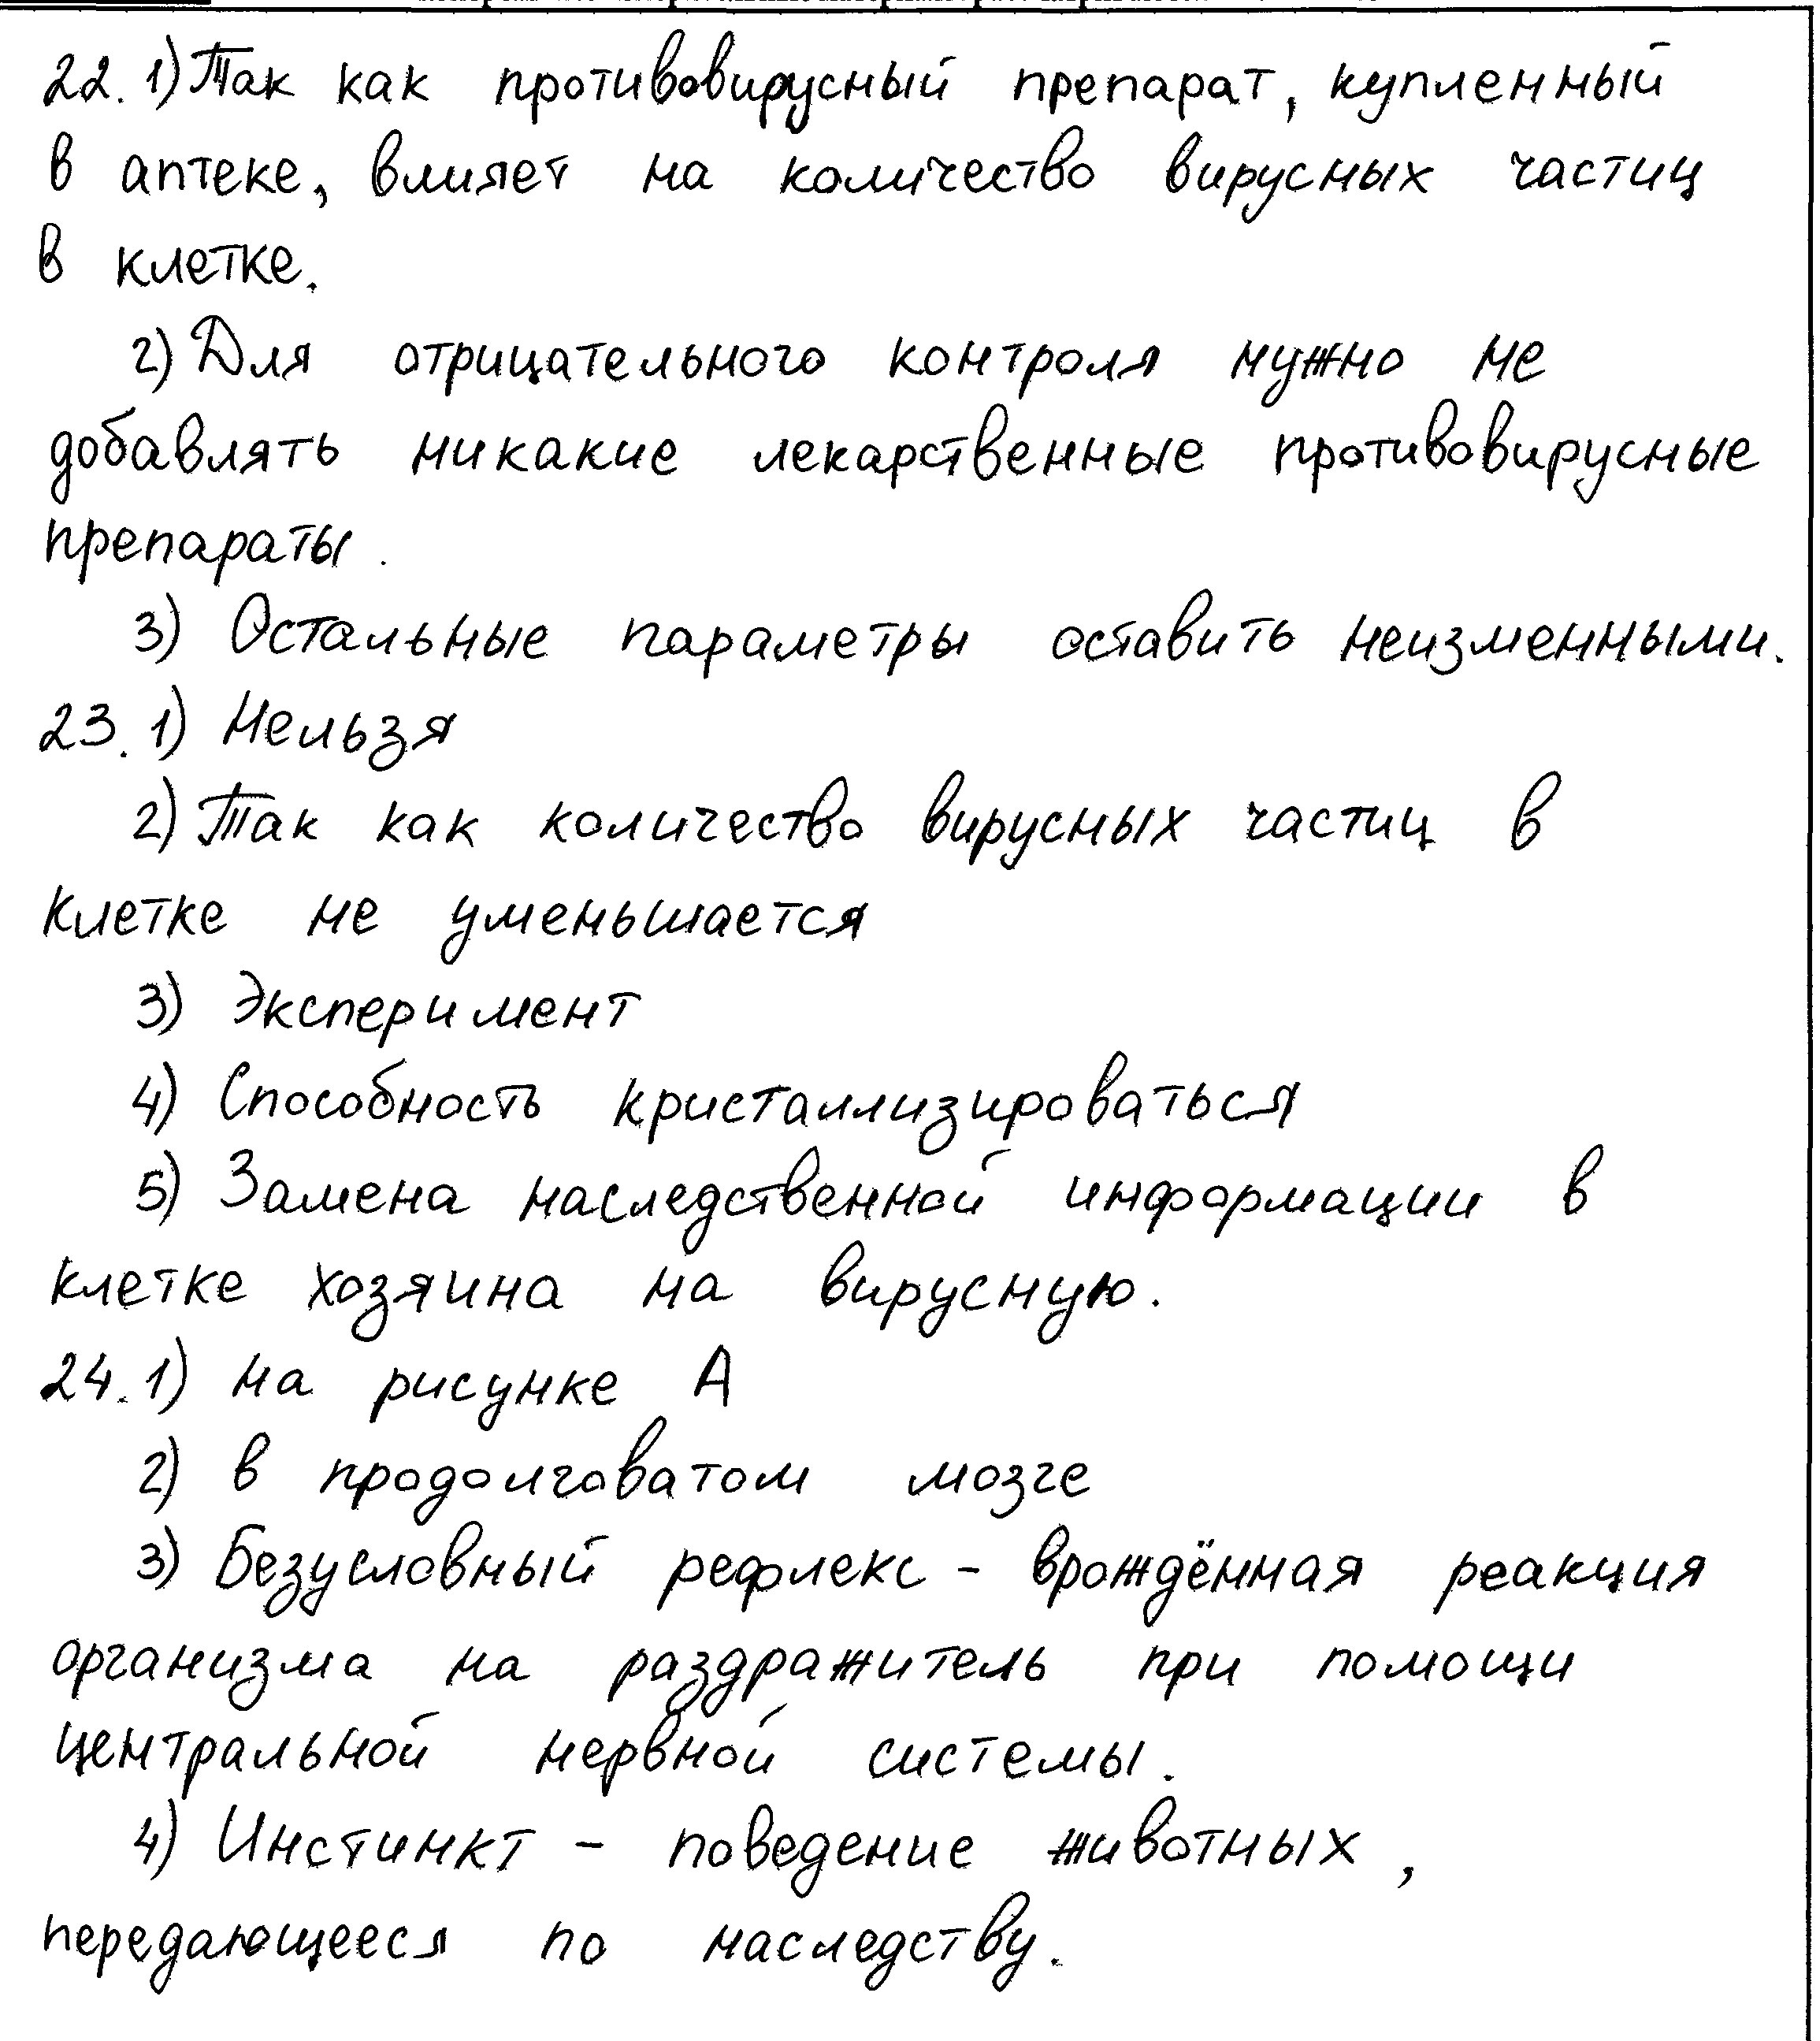 22. 1) Так как противовирусный препарат, купленный
в аптеке, влияет на количество вирусных частиц
в клетке.
2) Для отрицательного контроля нужно не
добавлять никакие лекарственные противовирусные
препараты.
3) Остальные параметры оставить неизменными.
23. 1) Нельзя
2) Так как количество вирусных частиц в
клетке не уменьшается
3) Эксперимент
4) Способность кристаллизироваться
5) Замена наследственной информации в
клетке хозяина на вирусную.
24. 1) на рисунке А
2) в продолговатом мозге
3) Безусловный рефлекс - врождённая реакция
организма на раздражитель при помощи
центральной нервной системы.
4) Инстинкт - поведение животных,
передающееся по наследству.